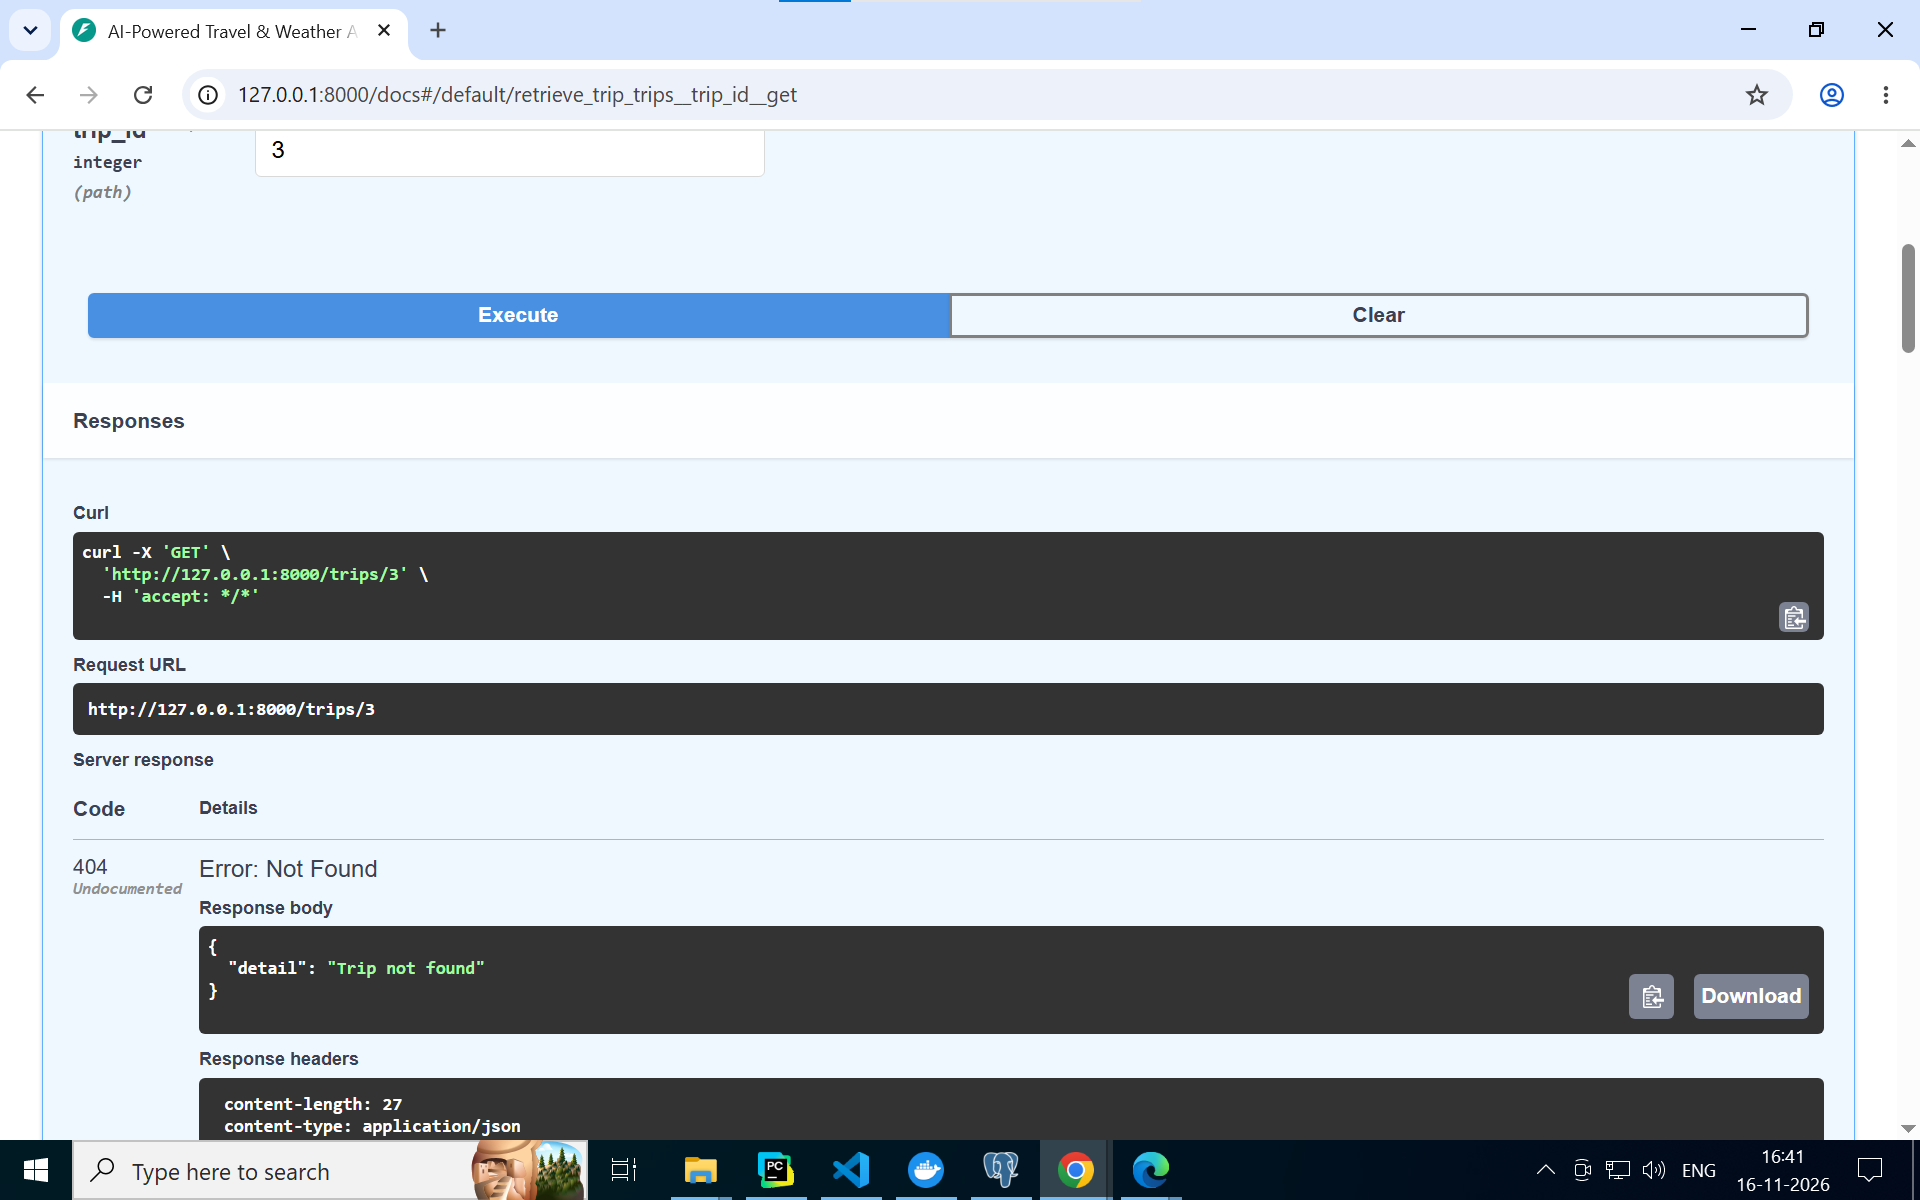 AI-Powered Travel & Weather A
127.0.0.1:8000/docs#/default/retrieve_trip_trips__trip_id__get
trip_id
integer
(path)
3
Execute
Clear
Responses
Curl
curl -X 'GET' \
'http://127.0.0.1:8000/trips/3' \
-H 'accept: */*'
Request URL
http://127.0.0.1:8000/trips/3
Server response
Code
Details
404
Undocumented
Error: Not Found
Response body
{
"detail": "Trip not found"
}
Download
Response headers
content-length: 27
content-type: application/json
Type here to search
PC
ENG
16:41
16-11-2026